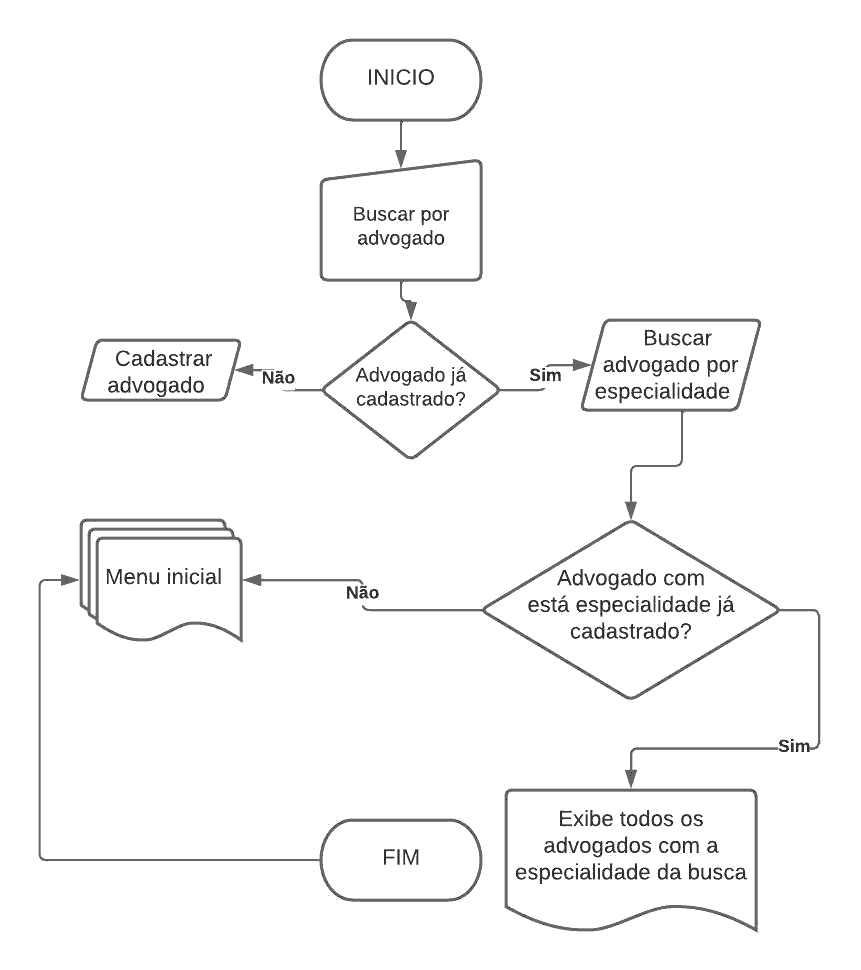 INICIO
Buscar por
advogado
Cadastrar
advogado
Não
Advogado já
cadastrado?
Sim
Buscar
advogado por
especialidade
Menu inicial
Não
Advogado com
está especialidade já
cadastrado?
Sim
FIM
Exibe todos os
advogados com a
especialidade da busca